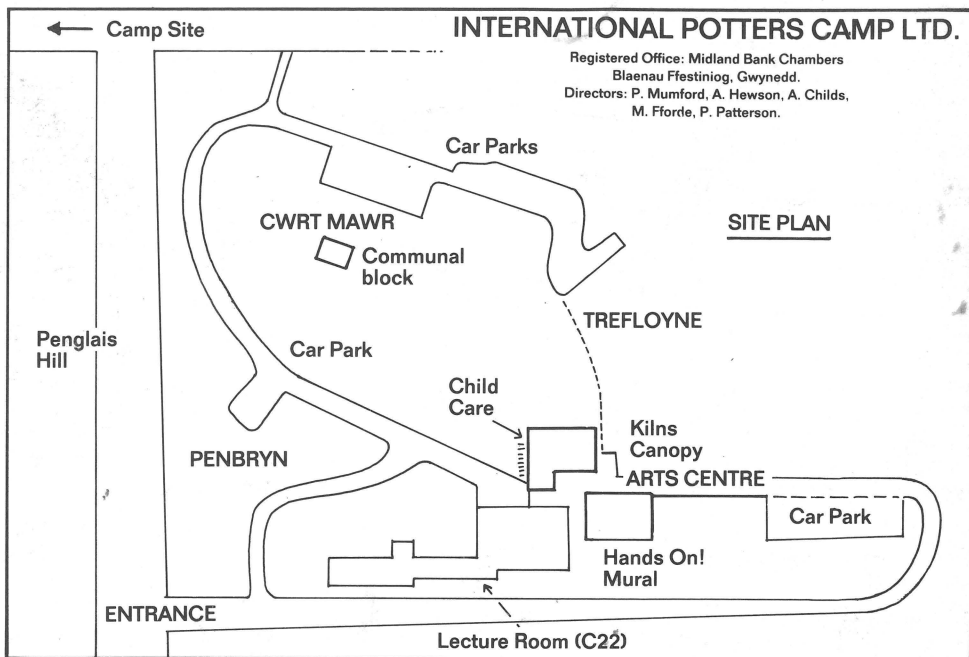 ← Camp Site
INTERNATIONAL POTTERS CAMP LTD.
Registered Office: Midland Bank Chambers
Blaenau Ffestiniog, Gwynedd.
Directors: P. Mumford, A. Hewson, A. Childs,
M. Fforde, P. Patterson.
Car Parks
CWRT MAWR
SITE PLAN
Communal
block
TREFLOYNE
Penglais
Hill
Car Park
Child
Care
Kilns
Canopy
PENBRYN
ARTS CENTRE
Car Park
Hands On!
Mural
ENTRANCE
Lecture Room (C22)